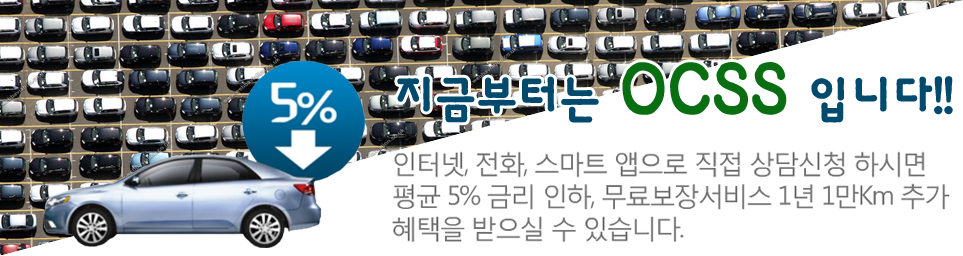 5%
지금부터는 OCSS 입니다!!
인터넷, 전화, 스마트 앱으로 직접 상담신청 하시면
평균 5% 금리 인하, 무료보장서비스 1년 1만Km 추가
혜택을 받으실 수 있습니다.